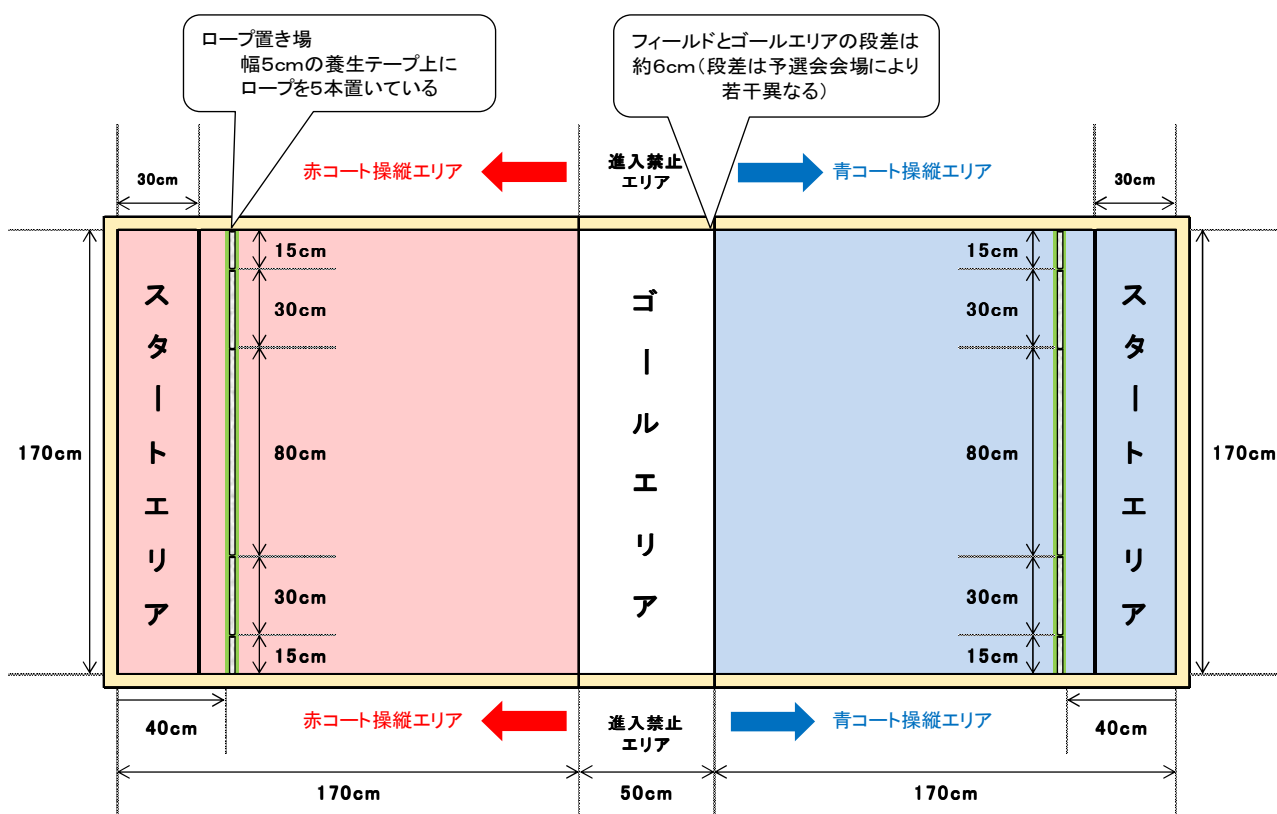 ロープ置き場
幅5cmの養生テープ上に
ロープを5本置いている
フィールドとゴールエリアの段差は
約6cm(段差は予選会会場により
若干異なる)
赤コート操縦エリア
進入禁止
エリア
青コート操縦エリア
30cm
30cm
15cm
30cm
80cm
30cm
15cm
15cm
30cm
80cm
30cm
15cm
スタートエリア
ゴールエリア
スタートエリア
170cm
170cm
40cm
赤コート操縦エリア
進入禁止
エリア
青コート操縦エリア
40cm
170cm
50cm
170cm